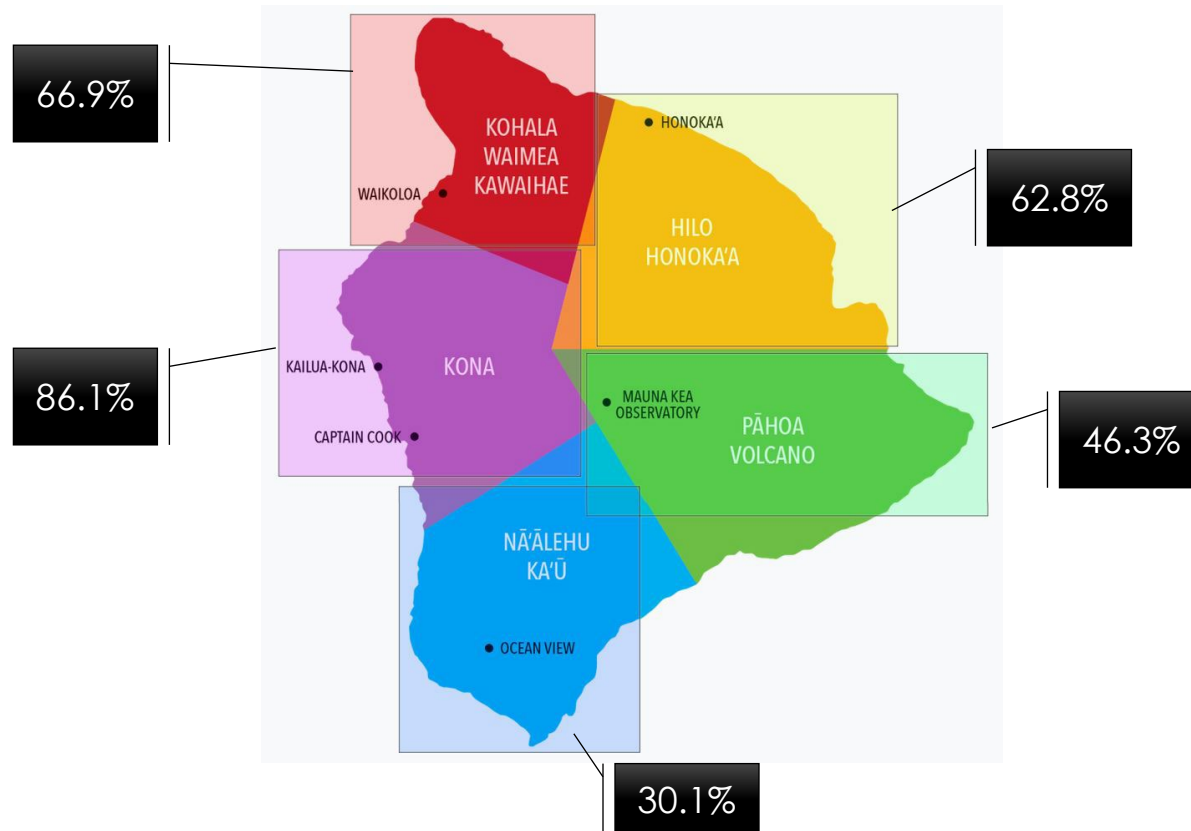 66.9%
KOHALA
WAIMEA
KAWAIHAE
WAIKOLOA
HONOKA‘A
62.8%
HILO
HONOKA‘A
86.1%
KAILUA-KONA
KONA
CAPTAIN COOK
MAUNA KEA
OBSERVATORY
PĀHOA
VOLCANO
46.3%
NĀ‘ĀLEHU
KA‘Ū
OCEAN VIEW
30.1%